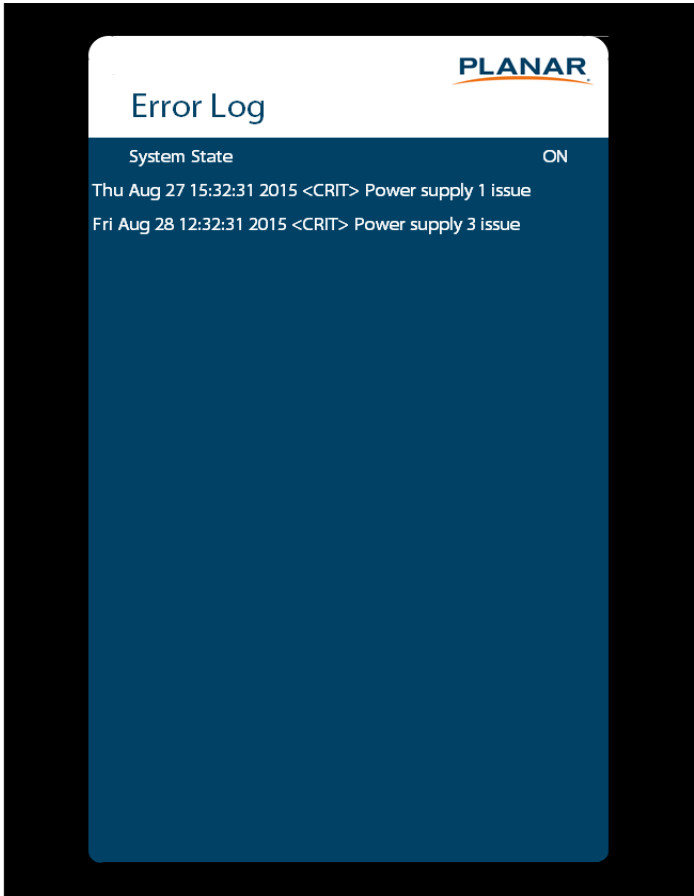 PLANAR
Error Log
System State ON
Thu Aug 27 15:32:31 2015 <CRIT> Power supply 1 issue
Fri Aug 28 12:32:31 2015 <CRIT> Power supply 3 issue